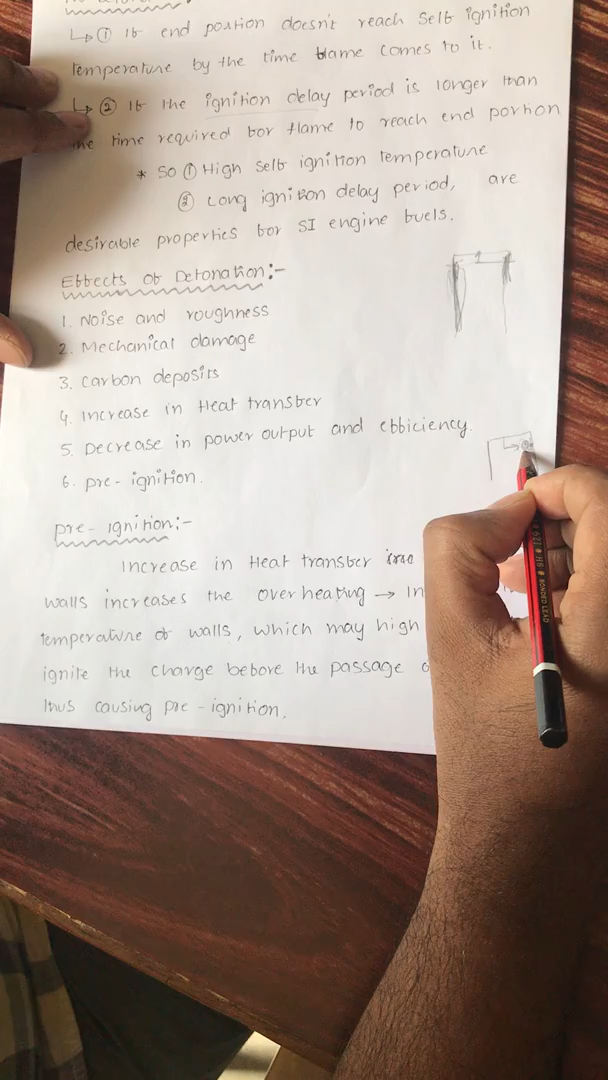 ↳ ① If end portion doesn't reach self ignition
temperature by the time flame comes to it.
↳ ② If the ignition delay period is longer than
the time required for flame to reach end portion
* So ① High self ignition temperature
② Long ignition delay period, are
desirable properties for SI engine fuels.
Effects of Detonation:-
1. Noise and roughness
2. Mechanical damage
3. Carbon deposits
4. Increase in Heat transfer
5. Decrease in power output and efficiency.
6. Pre-ignition.
Pre-ignition:-
Increase in Heat transfer
walls increases the overheating → In
temperature of walls, which may high
ignite the charge before the passage
thus causing pre-ignition.
621 HB BONDED LEAD